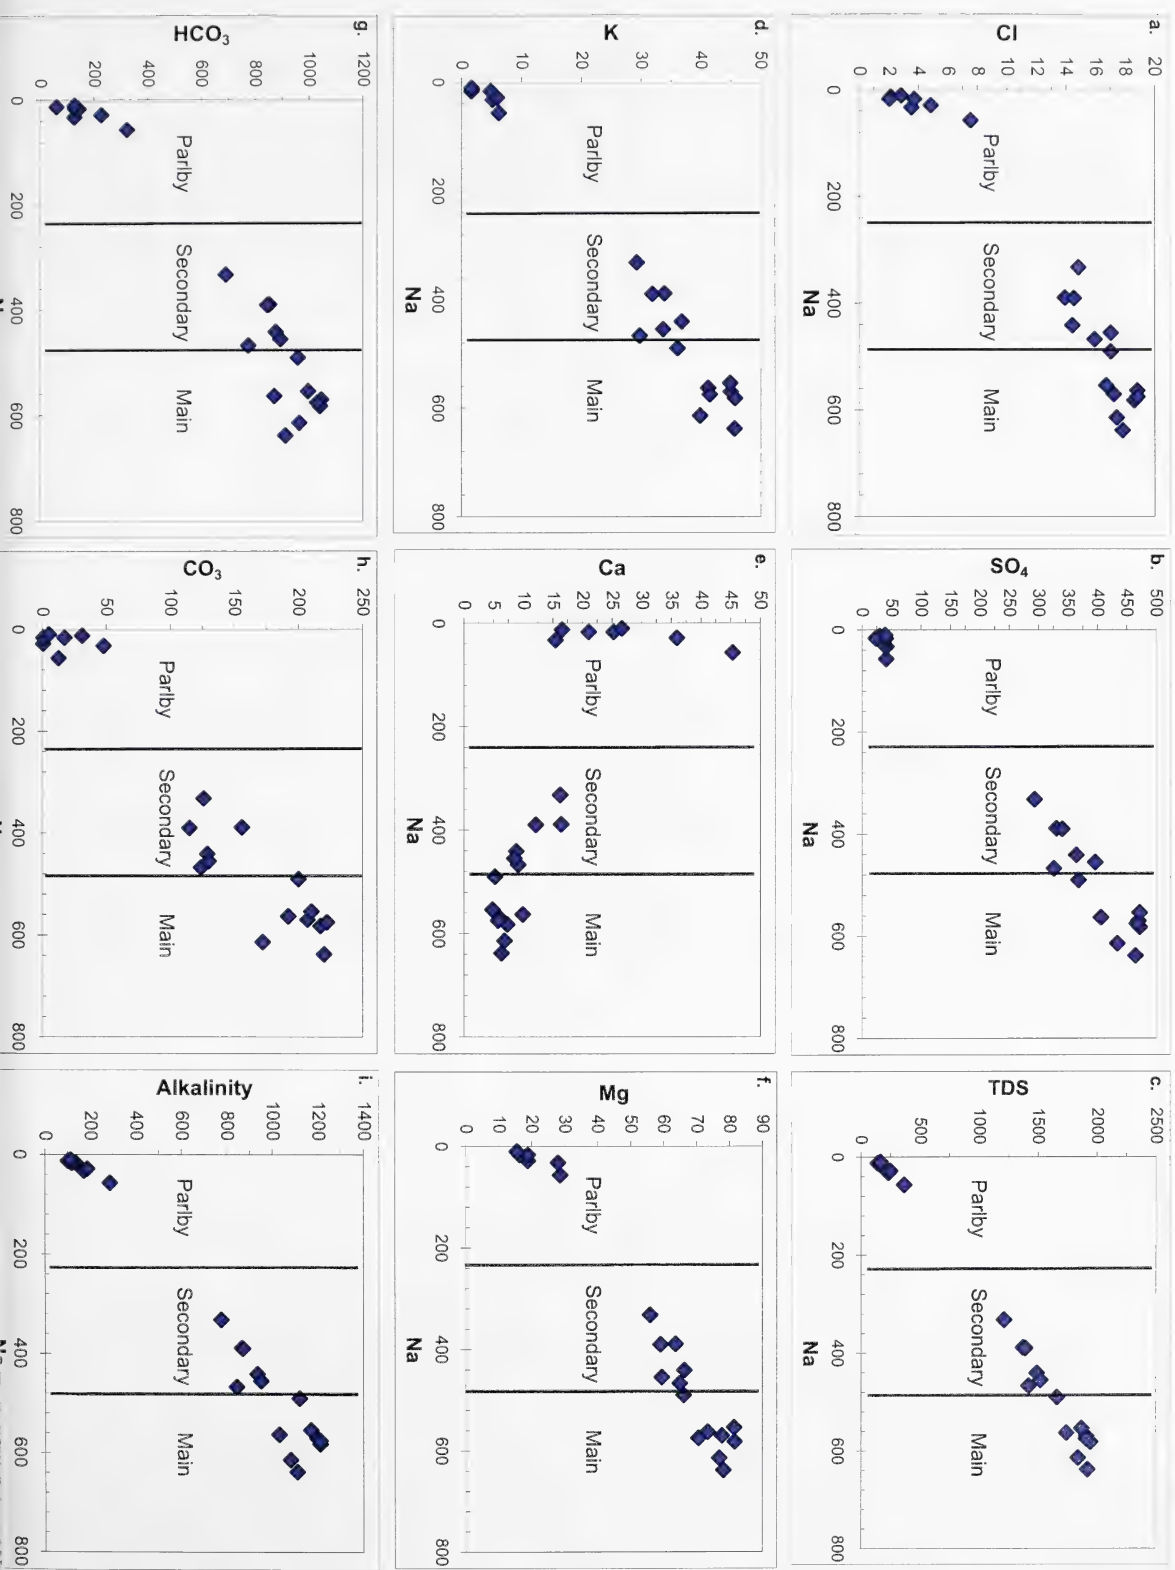 a.
Cl
20
18
16
14
12
10
8
6
4
2
0
Parlby
Secondary
Main
0
200
400
600
800
Na
b.
SO₄
500
450
400
350
300
250
200
150
100
50
0
Parlby
Secondary
Main
0
200
400
600
800
Na
c.
TDS
2500
2000
1500
1000
500
0
Parlby
Secondary
Main
0
200
400
600
800
Na
d.
K
50
40
30
20
10
0
Parlby
Secondary
Main
0
200
400
600
800
Na
e.
Ca
50
45
40
35
30
25
20
15
10
5
0
Parlby
Secondary
Main
0
200
400
600
800
Na
f.
Mg
90
80
70
60
50
40
30
20
10
0
Parlby
Secondary
Main
0
200
400
600
800
Na
g.
HCO₃
1200
1000
800
600
400
200
0
Parlby
Secondary
Main
0
200
400
600
800
h.
CO₃
250
200
150
100
50
0
Parlby
Secondary
Main
0
200
400
600
800
i.
Alkalinity
1400
1200
1000
800
600
400
200
0
Parlby
Secondary
Main
0
200
400
600
800